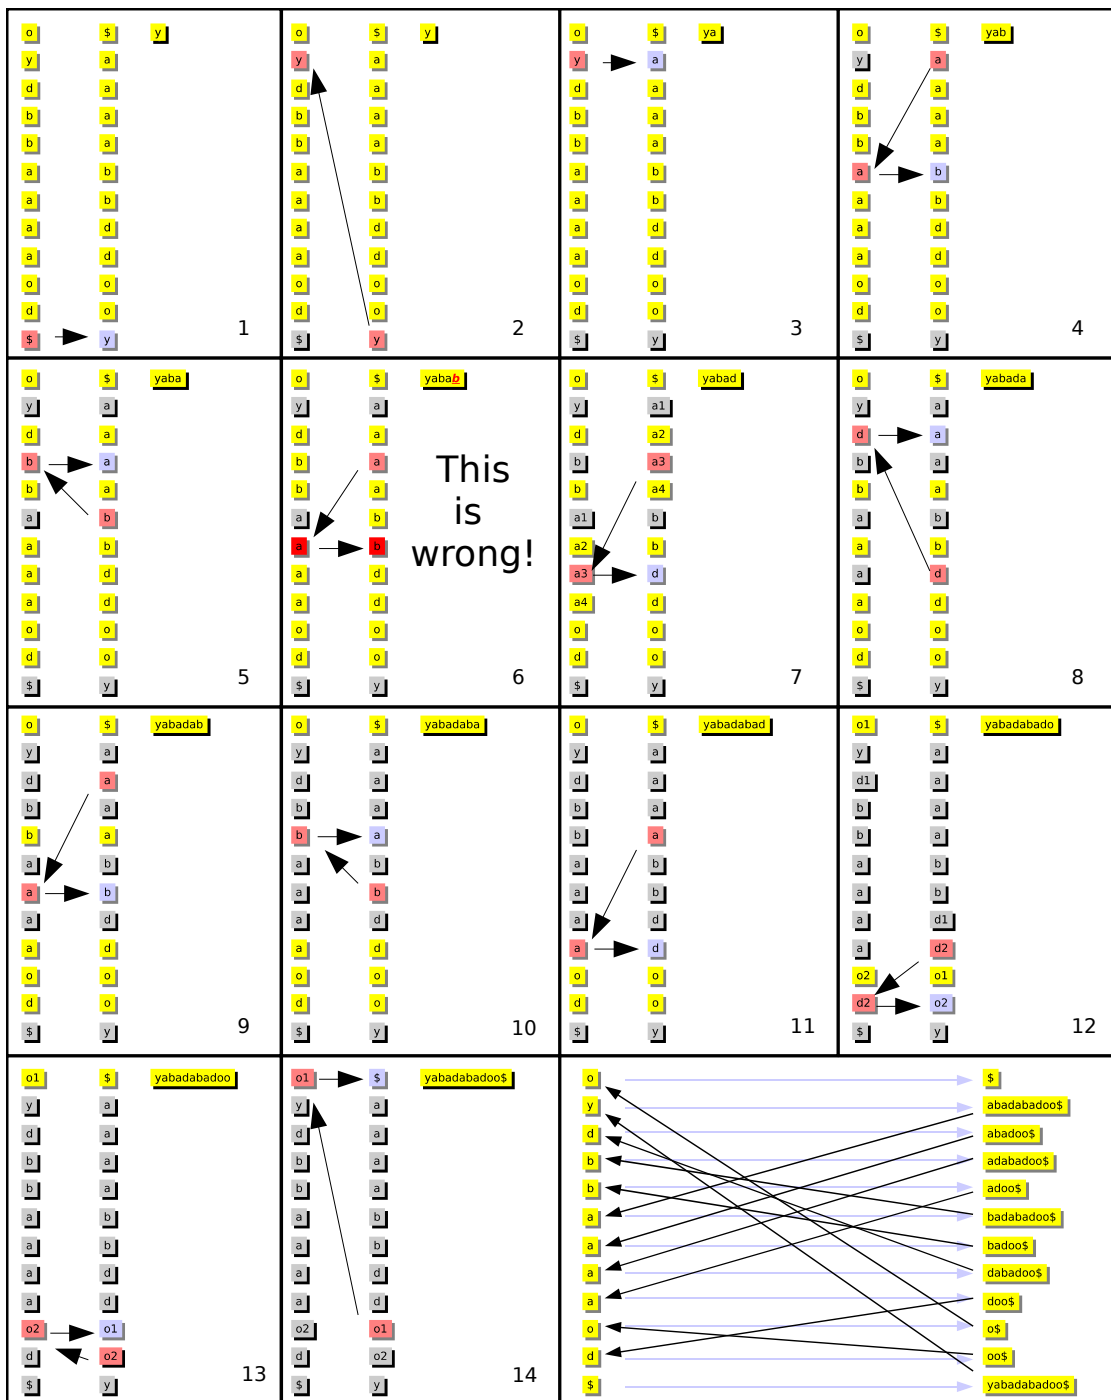 o $ y
y a
d a
b a
b a
a b
a b
a d
a d
o o
d o
$ y
1
o $ y
y a
d a
b a
b a
a b
a b
a d
a d
o o
d o
$ y
2
o $ ya
y a
d a
b a
b a
a b
a b
a d
a d
o o
d o
$ y
3
o $ yab
y a
d a
b a
b a
a b
a b
a d
a d
o o
d o
$ y
4
o $ yaba
y a
d a
b a
b a
a b
a b
a d
a d
o o
d o
$ y
5
o $ yabab
y a
d a
b a
b a
a b
a b
a d
a d
o o
d o
$ y
This
is
wrong!
6
o $ yabad
y a1
d a2
b a3
b a4
a1 b
a2 b
a3 d
a4 d
o o
d o
$ y
7
o $ yabada
y a
d a
b a
b a
a b
a b
a d
a d
o o
d o
$ y
8
o $ yabadab
y a
d a
b a
b a
a b
a b
a d
a d
o o
d o
$ y
9
o $ yabadaba
y a
d a
b a
b a
a b
a b
a d
a d
o o
d o
$ y
10
o $ yabadabad
y a
d a
b a
b a
a b
a b
a d
a d
o o
d o
$ y
11
o1 $ yabadabado
y a
d1 a
b a
b a
a b
a b
a d1
a d2
o2 o1
d2 o2
$ y
12
o1 $ yabadabadoo
y a
d a
b a
b a
a b
a b
a d
a d
o2 o1
d o2
$ y
13
o1 $ yabadabadoo$
y a
d a
b a
b a
a b
a b
a d
a d
o2 o1
d o2
$ y
14
o $
y abadabadoo$
d abadoo$
b adabadoo$
b adoo$
a badabadoo$
a badoo$
a dabadoo$
a doo$
o o$
d oo$
$ yabadabadoo$